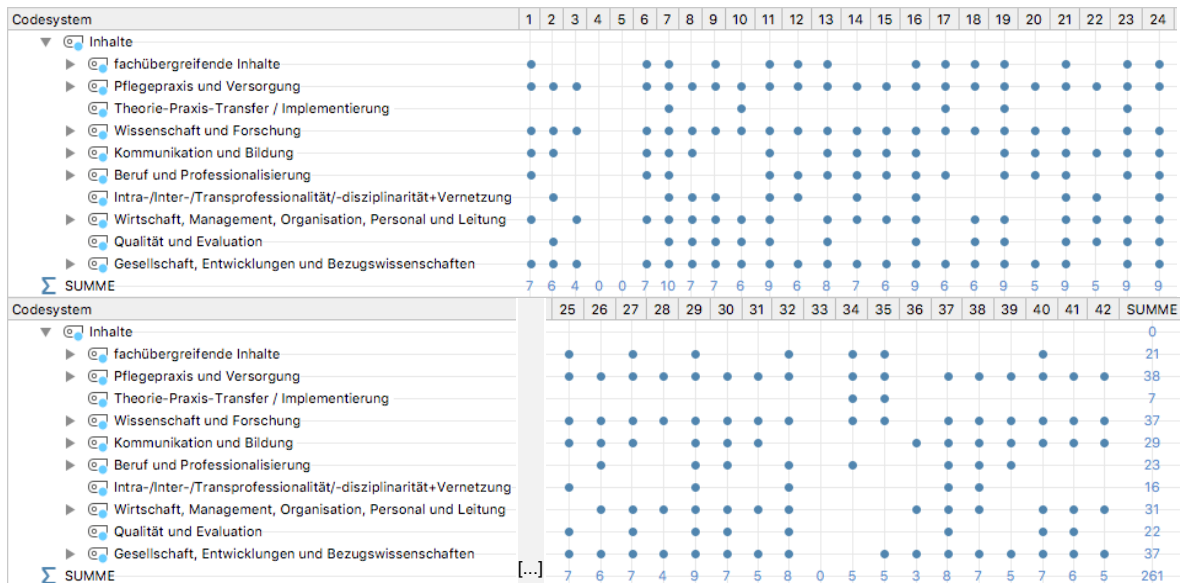 Codesystem 1 2 3 4 5 6 7 8 9 10 11 12 13 14 15 16 17 18 19 20 21 22 23 24
Inhalte
fachübergreifende Inhalte
Pflegepraxis und Versorgung
Theorie-Praxis-Transfer / Implementierung
Wissenschaft und Forschung
Kommunikation und Bildung
Beruf und Professionalisierung
Intra-/Inter-/Transprofessionalität/-disziplinarität+Vernetzung
Wirtschaft, Management, Organisation, Personal und Leitung
Qualität und Evaluation
Gesellschaft, Entwicklungen und Bezugswissenschaften
Σ SUMME 7 6 4 0 0 7 10 7 7 6 9 6 8 7 6 9 6 6 9 5 9 5 9 9
Codesystem 25 26 27 28 29 30 31 32 33 34 35 36 37 38 39 40 41 42 SUMME
Inhalte 0
fachübergreifende Inhalte 21
Pflegepraxis und Versorgung 38
Theorie-Praxis-Transfer / Implementierung 7
Wissenschaft und Forschung 37
Kommunikation und Bildung 29
Beruf und Professionalisierung 23
Intra-/Inter-/Transprofessionalität/-disziplinarität+Vernetzung 16
Wirtschaft, Management, Organisation, Personal und Leitung 31
Qualität und Evaluation 22
Gesellschaft, Entwicklungen und Bezugswissenschaften 37
Σ SUMME [...] 7 6 7 4 9 7 5 8 0 5 5 3 8 7 5 7 6 5 261